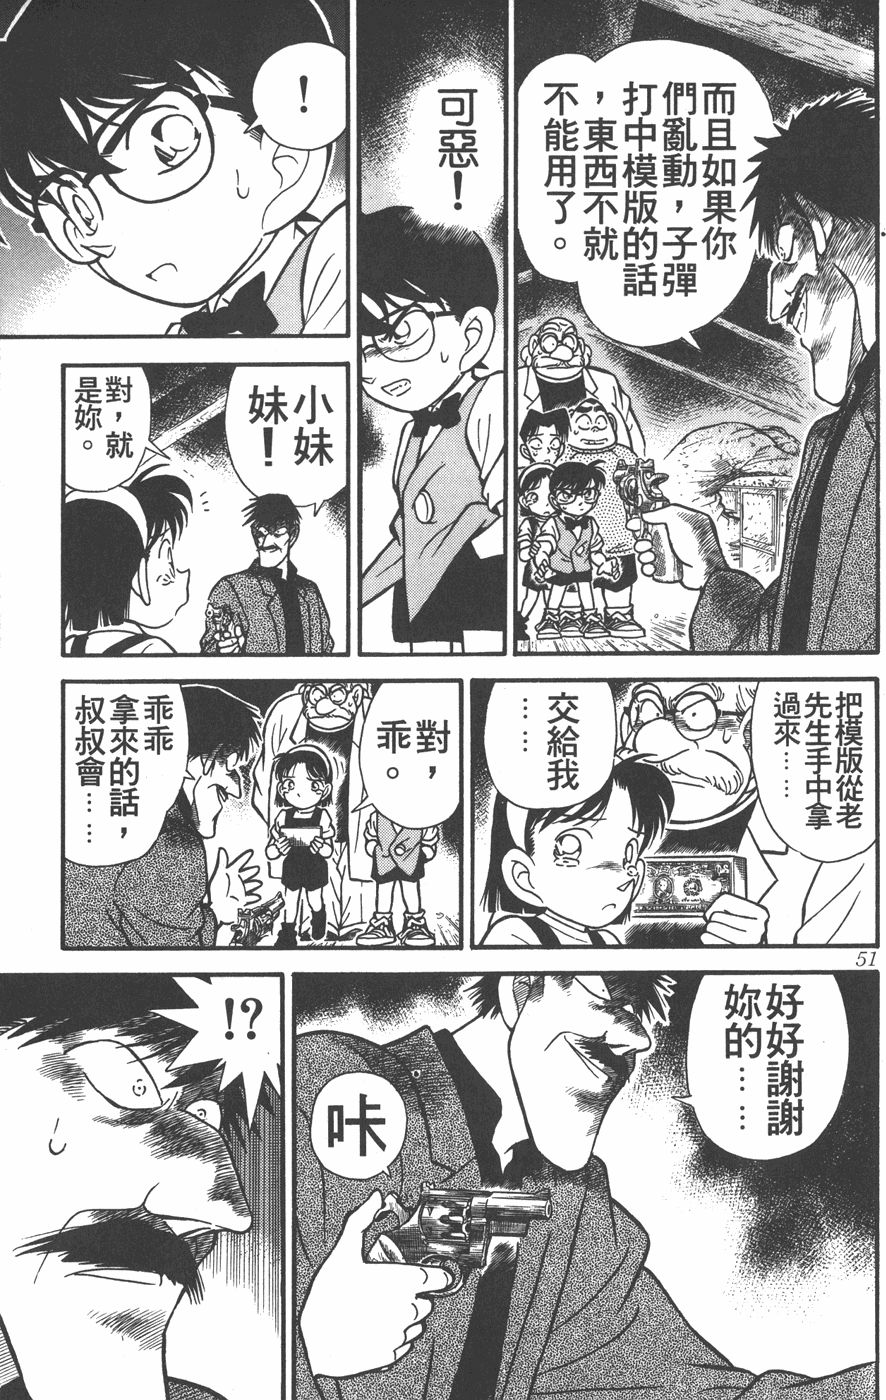 而且如果你
們亂動，子彈
打中模版的話
，東西不就
不能用了。
可惡！
！
小妹
妹！
對，就
是妳。
把模版從老
先生手中拿
過來……
交給我
……
對，
乖。
乖乖
拿來的話，
叔叔會……
51
好好謝謝
妳的……
咔
!?